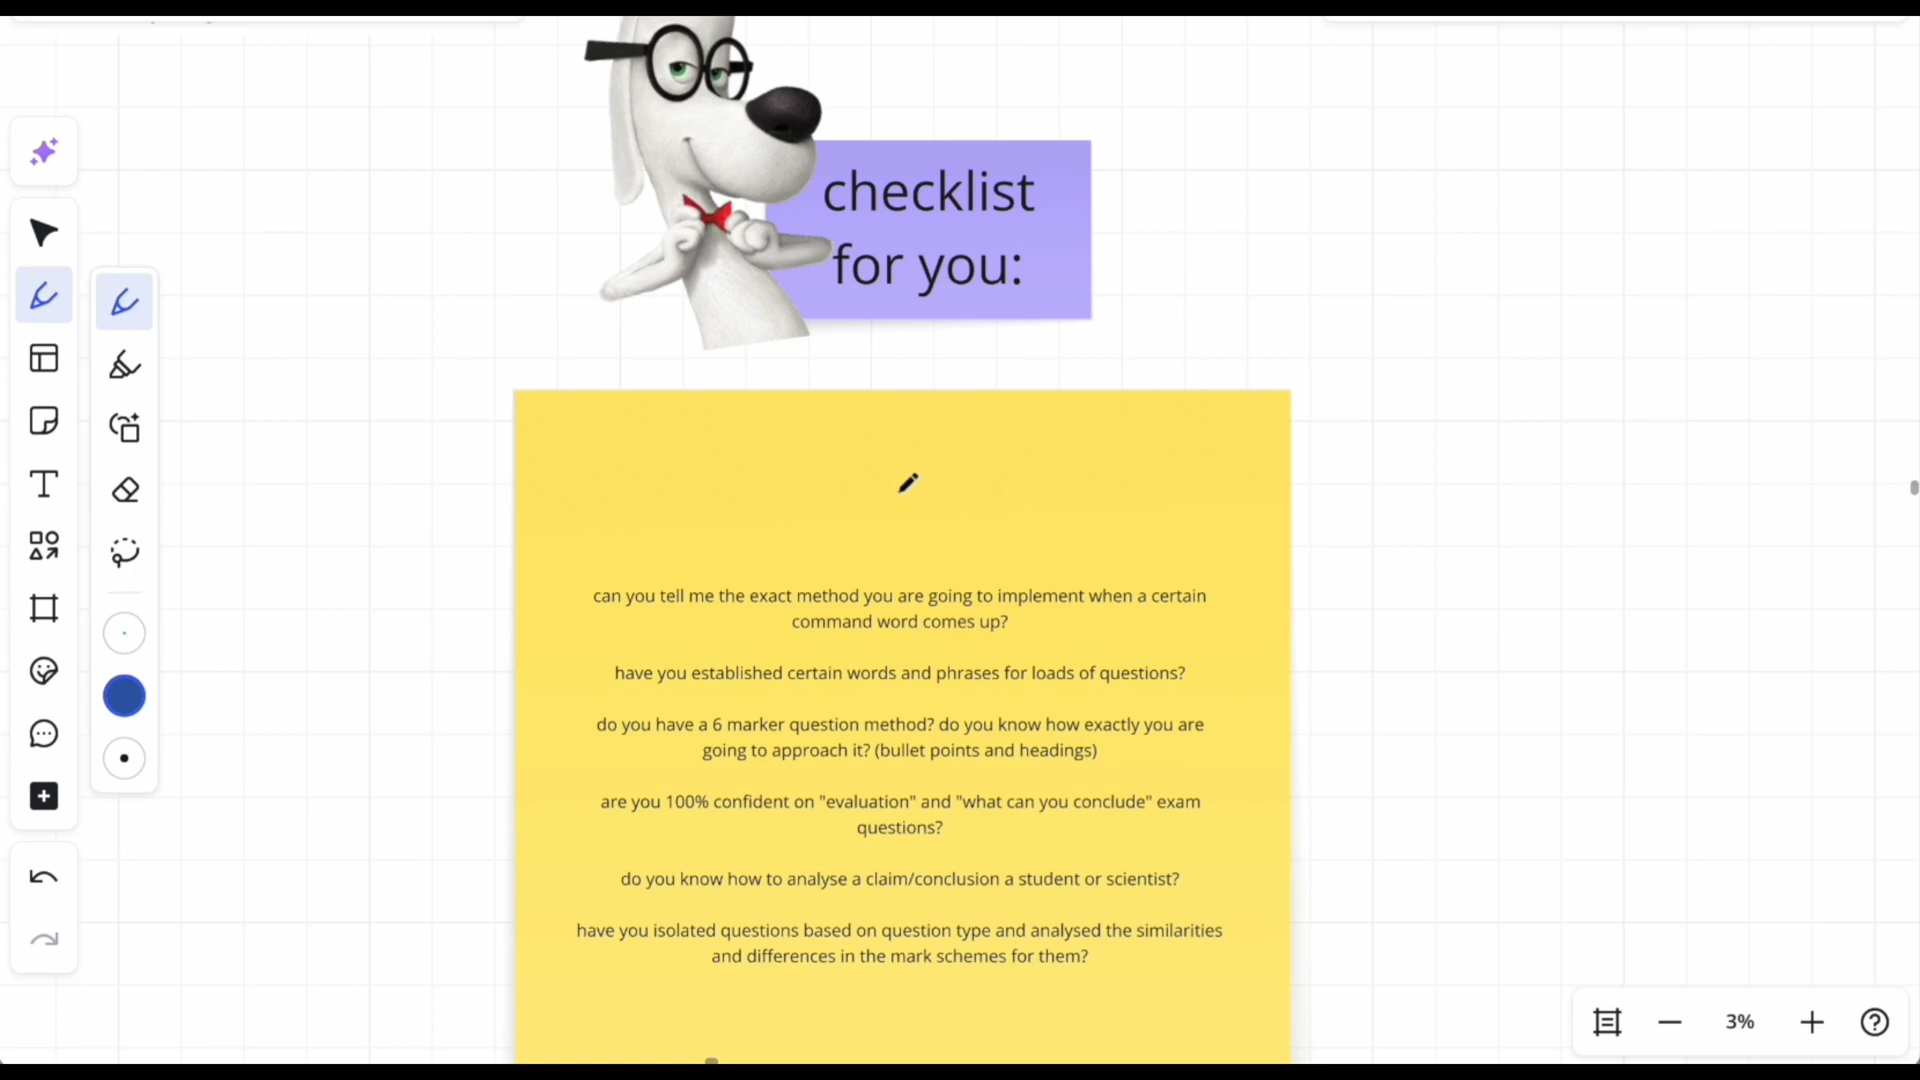 checklist
for you:
can you tell me the exact method you are going to implement when a certain
command word comes up?
have you established certain words and phrases for loads of questions?
do you have a 6 marker question method? do you know how exactly you are
going to approach it? (bullet points and headings)
are you 100% confident on "evaluation" and "what can you conclude" exam
questions?
do you know how to analyse a claim/conclusion a student or scientist?
have you isolated questions based on question type and analysed the similarities
and differences in the mark schemes for them?
3%